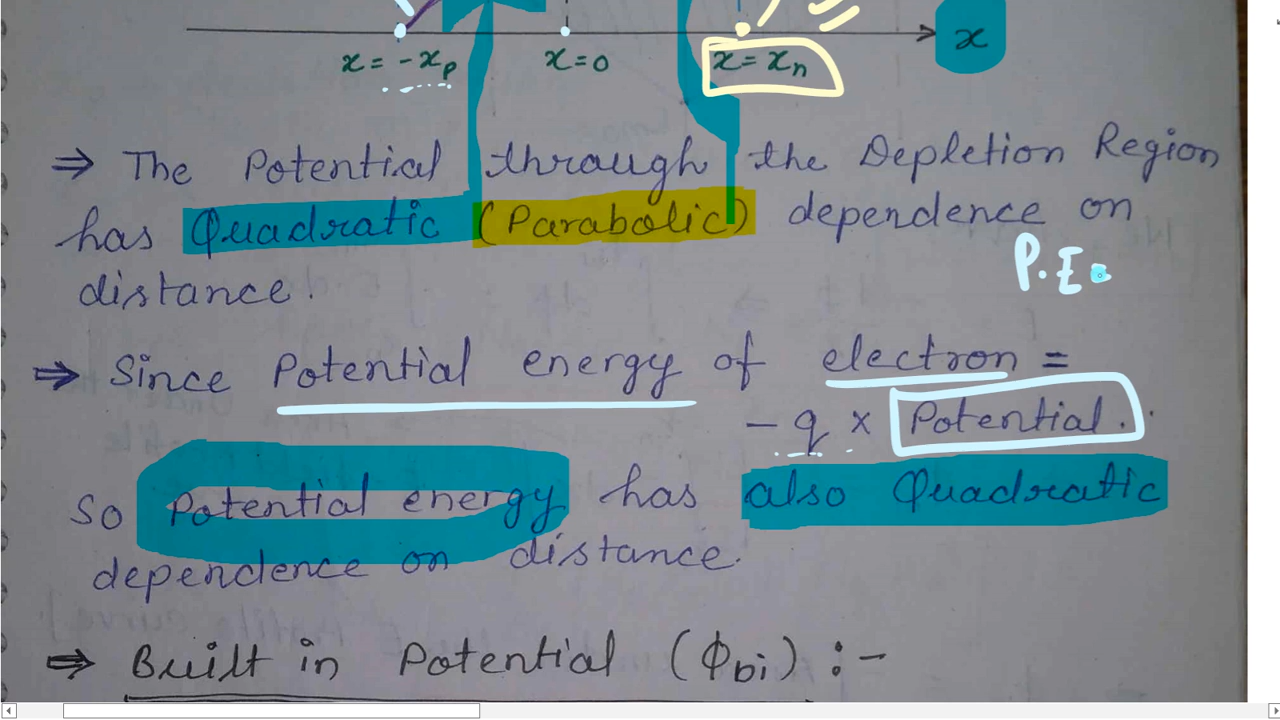 x = -xp x=0 x= xn x
⇒ The Potential through the Depletion Region
has Quadratic (Parabolic) dependence on
distance.
P.E.
⇒ Since Potential energy of electron =
- q × Potential.
So Potential energy has also Quadratic
dependence on distance.
⇒ Built in Potential (ϕbi) :-